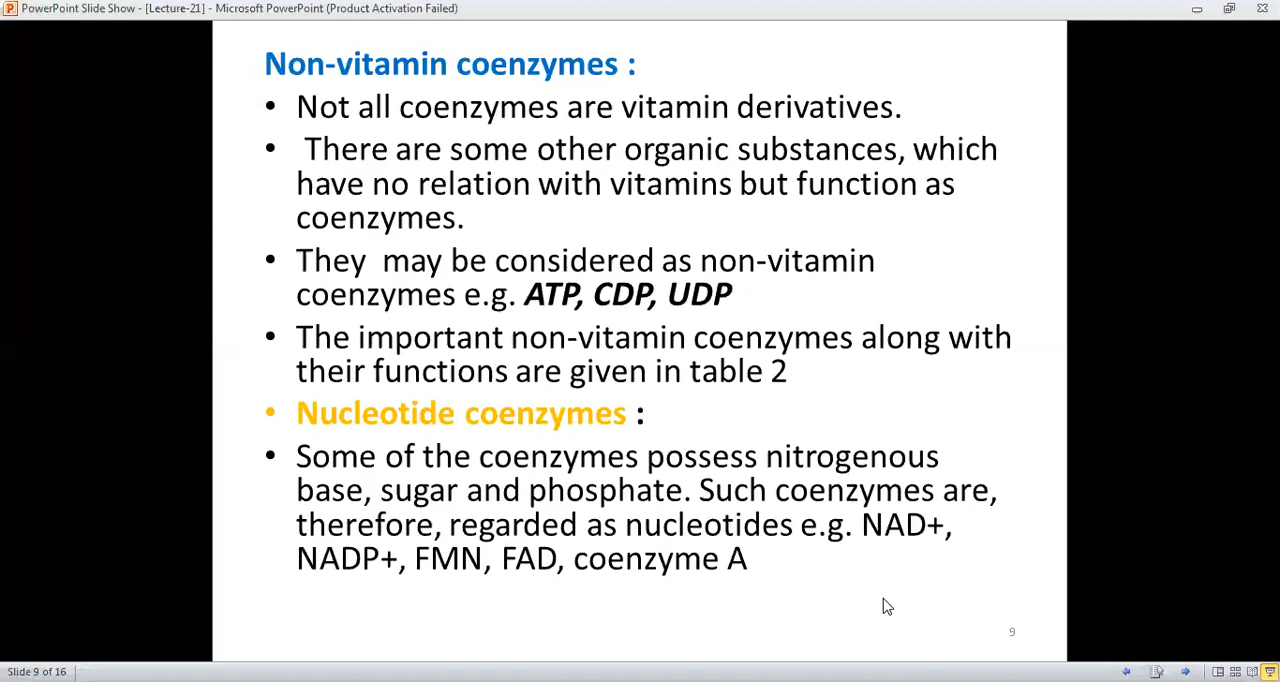 PowerPoint Slide Show - [Lecture-21] - Microsoft PowerPoint (Product Activation Failed)
Non-vitamin coenzymes :
• Not all coenzymes are vitamin derivatives.
• There are some other organic substances, which
have no relation with vitamins but function as
coenzymes.
• They may be considered as non-vitamin
coenzymes e.g. ATP, CDP, UDP
• The important non-vitamin coenzymes along with
their functions are given in table 2
• Nucleotide coenzymes :
• Some of the coenzymes possess nitrogenous
base, sugar and phosphate. Such coenzymes are,
therefore, regarded as nucleotides e.g. NAD+,
NADP+, FMN, FAD, coenzyme A
9
Slide 9 of 16